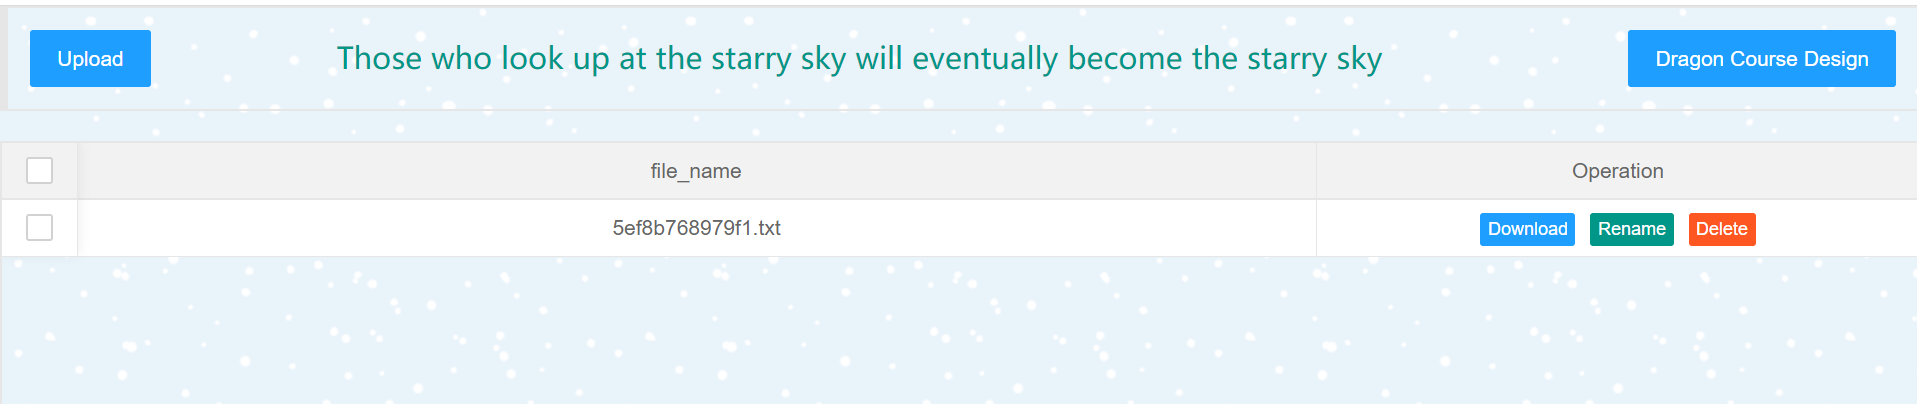 Upload
Those who look up at the starry sky will eventually become the starry sky
Dragon Course Design
file_name
Operation
5ef8b768979f1.txt
Download
Rename
Delete